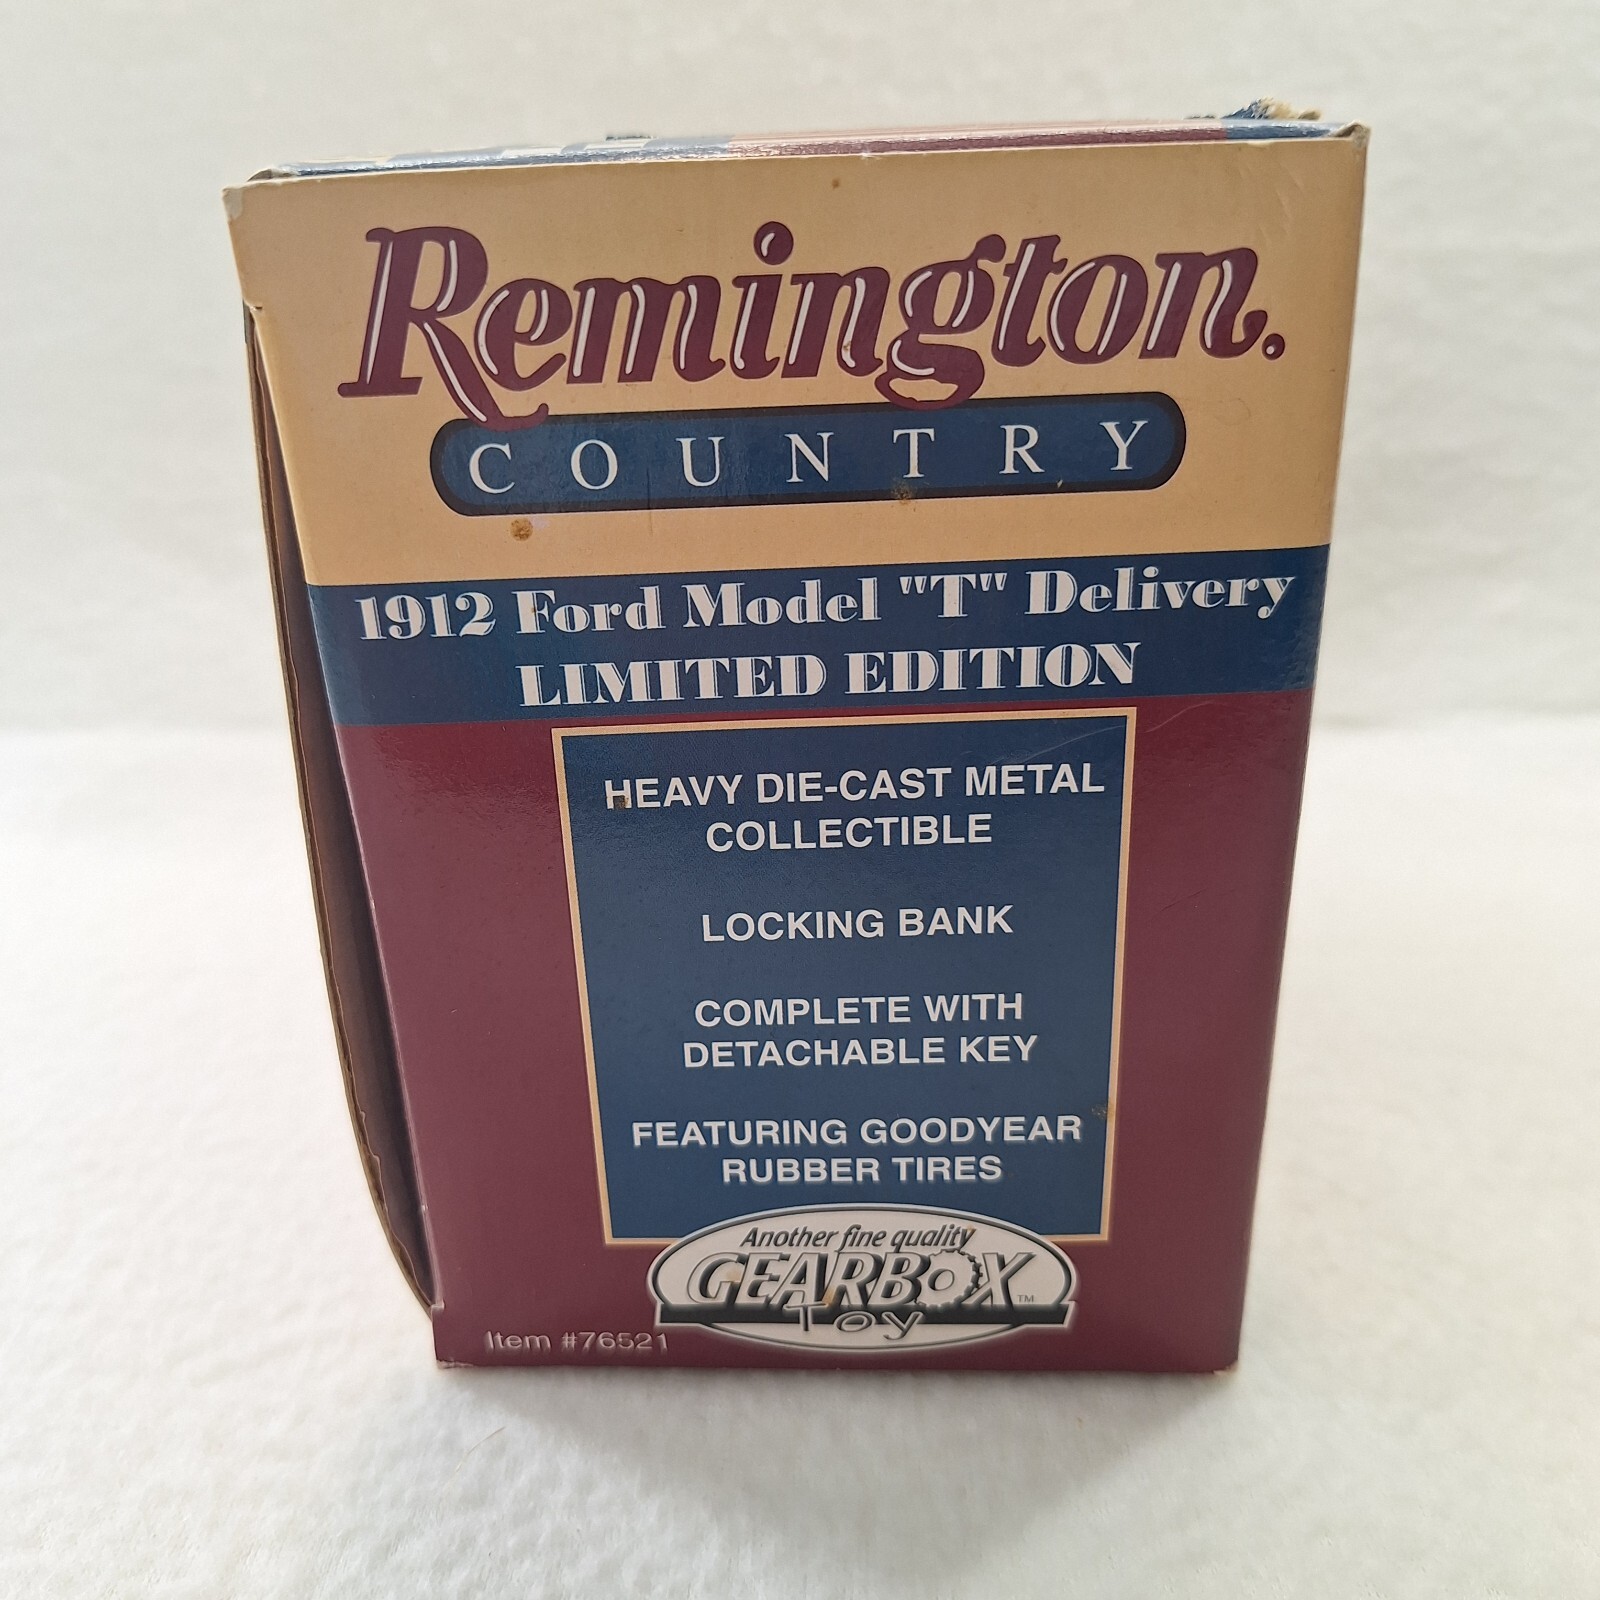 Remington.
COUNTRY
1912 Ford Model "T" Delivery
LIMITED EDITION
HEAVY DIE-CAST METAL
COLLECTIBLE
LOCKING BANK
COMPLETE WITH
DETACHABLE KEY
FEATURING GOODYEAR
RUBBER TIRES
Another fine quality
GEARBOX™
Toy
Item #76521